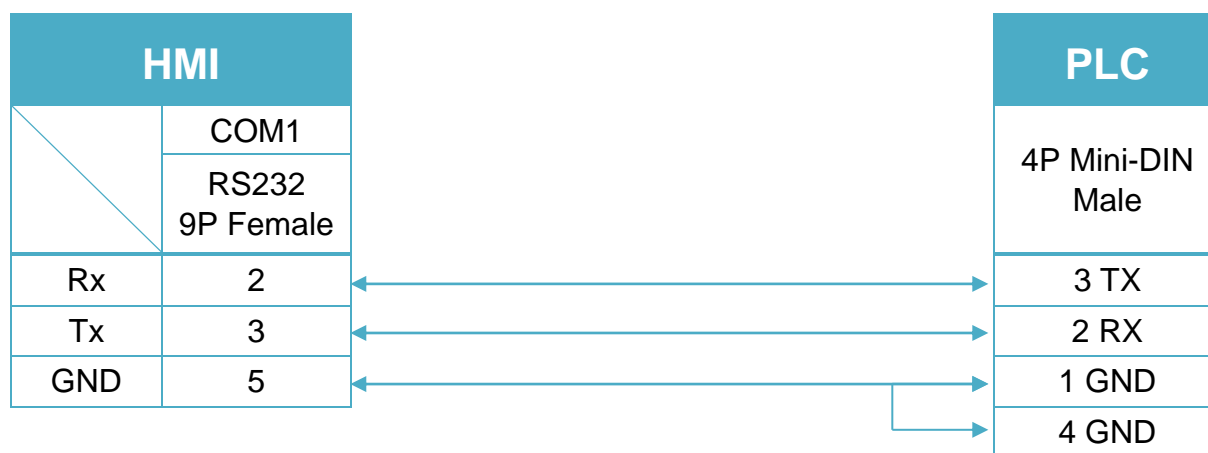 HMI
PLC
COM1
RS232
9P Female
4P Mini-DIN
Male
Rx 2 3 TX
Tx 3 2 RX
GND 5 1 GND
4 GND